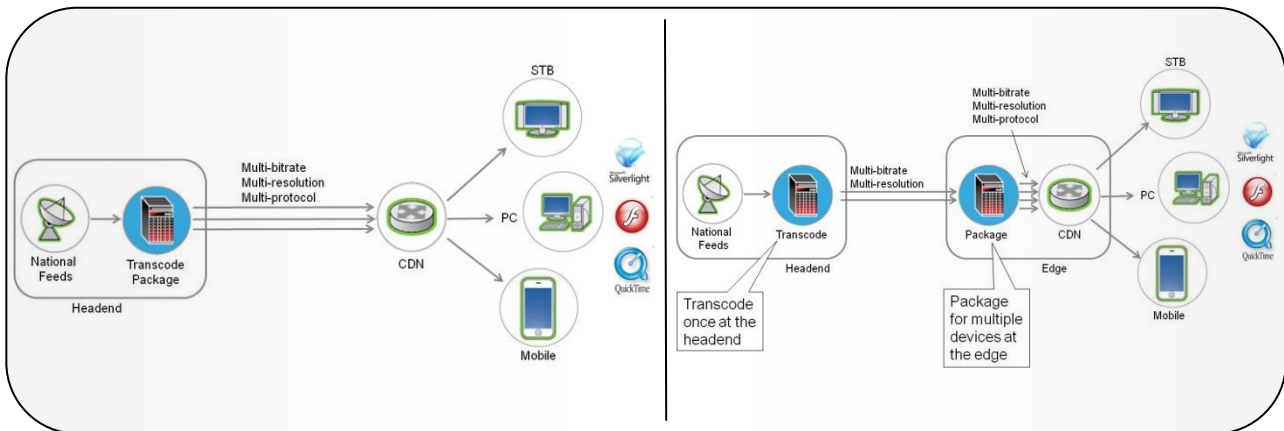 STB
Multi-bitrate
Multi-resolution
Multi-protocol
Silverlight
PC
National
Feeds
Transcode
Package
CDN
Headend
QuickTime
Mobile
STB
Multi-bitrate
Multi-resolution
Multi-protocol
Multi-bitrate
Multi-resolution
Silverlight
PC
National
Feeds
Transcode
Package
CDN
Headend
Edge
QuickTime
Mobile
Transcode
once at the
headend
Package
for multiple
devices at
the edge